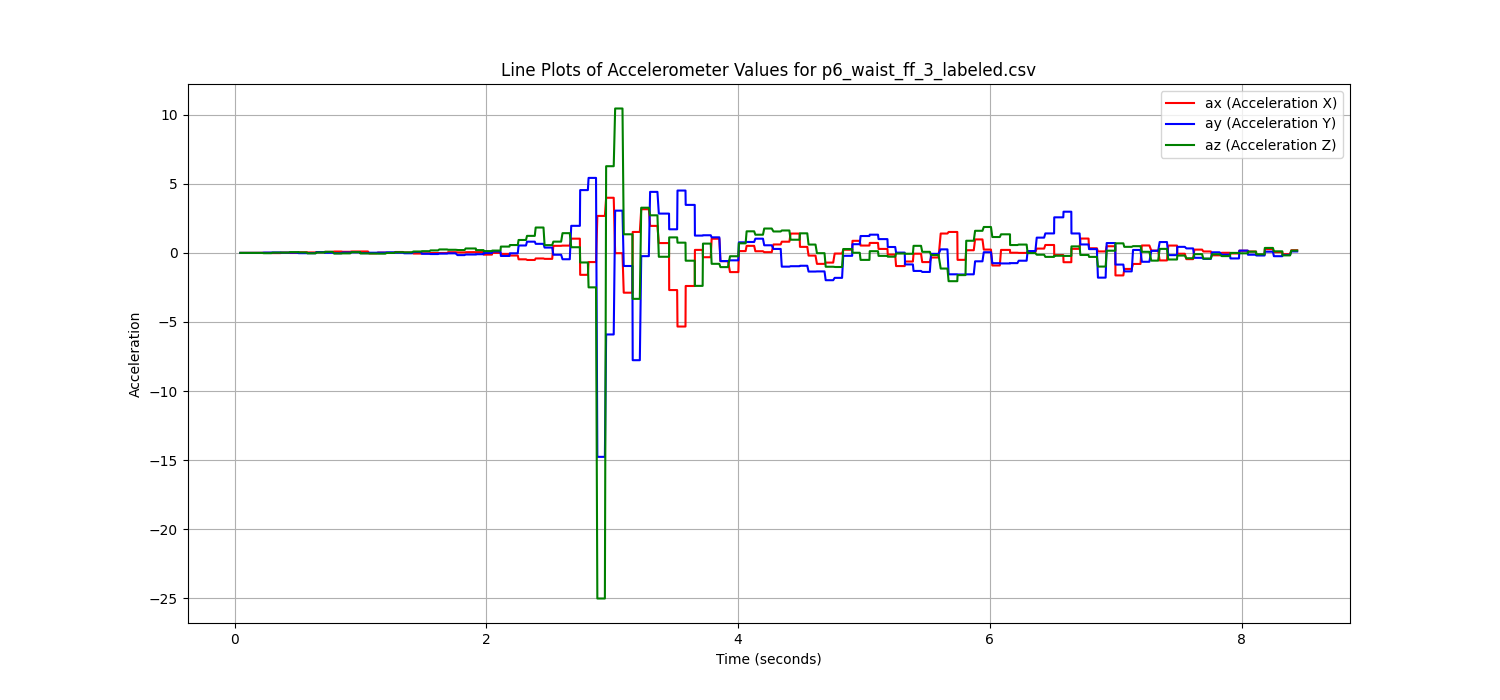 Line Plots of Accelerometer Values for p6_waist_ff_3_labeled.csv
ax (Acceleration X)
ay (Acceleration Y)
az (Acceleration Z)
10
5
0
−5
−10
−15
−20
−25
Acceleration
0 2 4 6 8
Time (seconds)